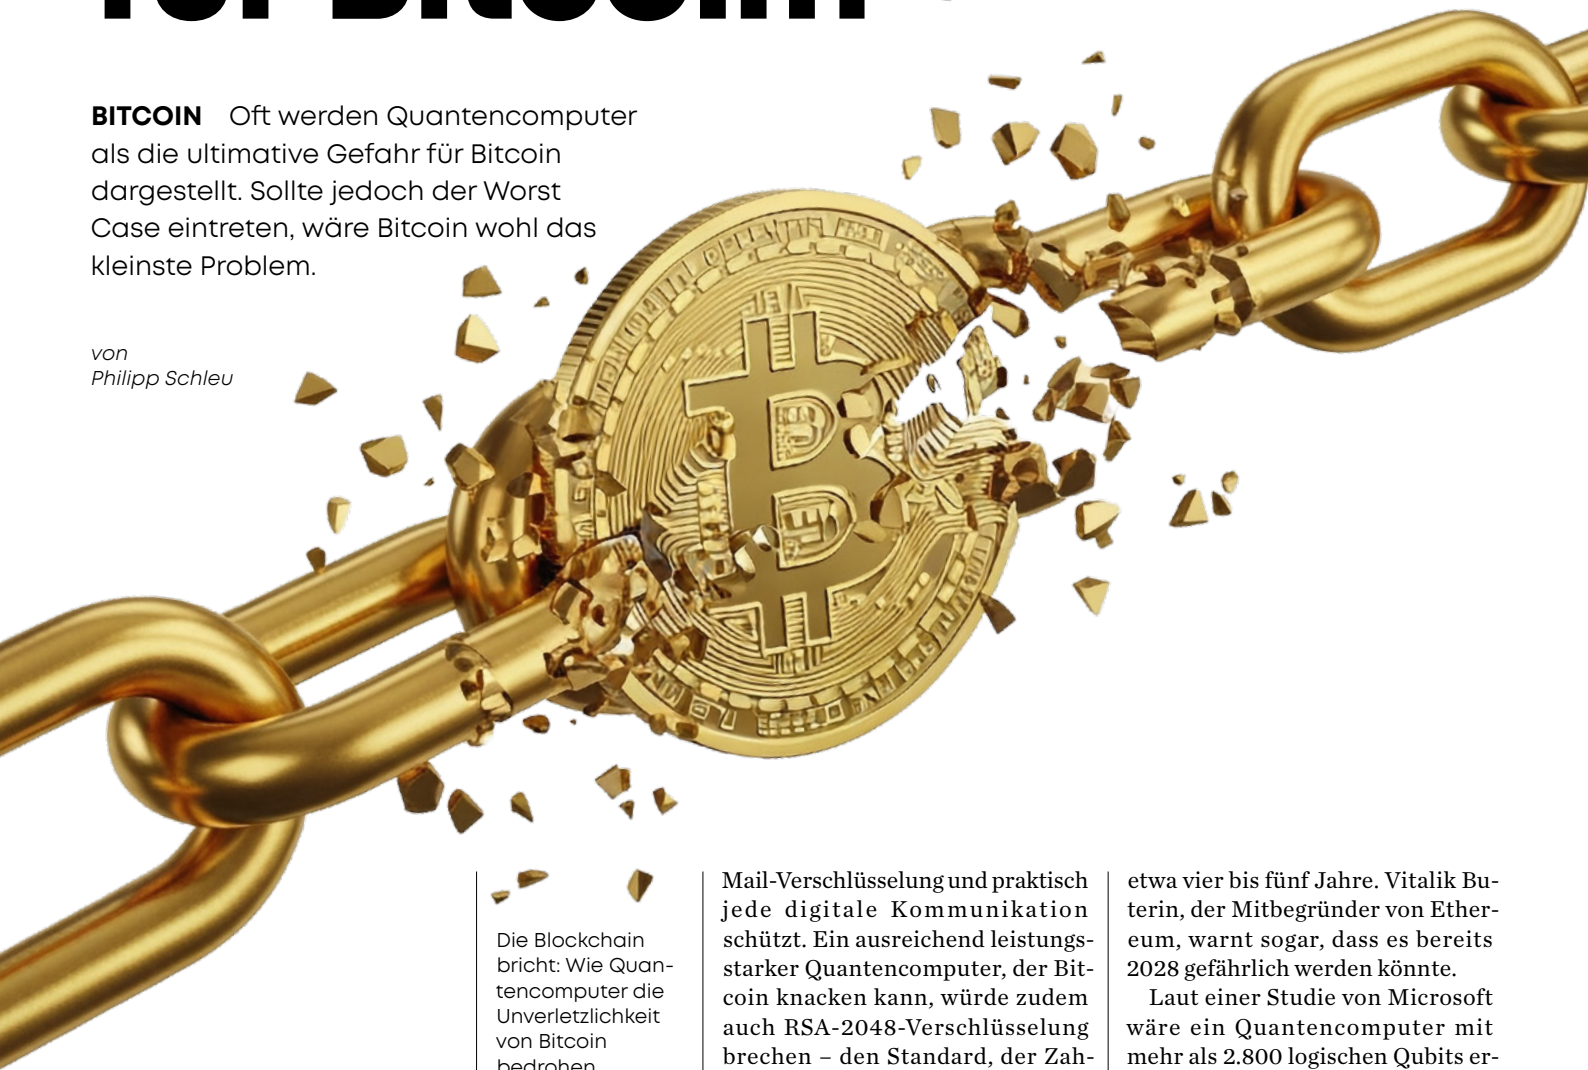 für Bitcoin
BITCOIN Oft werden Quantencomputer
als die ultimative Gefahr für Bitcoin
dargestellt. Sollte jedoch der Worst
Case eintreten, wäre Bitcoin wohl das
kleinste Problem.
von
Philipp Schleu
Die Blockchain
bricht: Wie Quan-
tencomputer die
Unverletzlichkeit
von Bitcoin
bedrohen
Mail-Verschlüsselung und praktisch
jede digitale Kommunikation
schützt. Ein ausreichend leistungs-
starker Quantencomputer, der Bit-
coin knacken kann, würde zudem
auch RSA-2048-Verschlüsselung
brechen – den Standard, der Zah-
etwa vier bis fünf Jahre. Vitalik Bu-
terin, der Mitbegründer von Ether-
eum, warnt sogar, dass es bereits
2028 gefährlich werden könnte.
Laut einer Studie von Microsoft
wäre ein Quantencomputer mit
mehr als 2.800 logischen Qubits er-